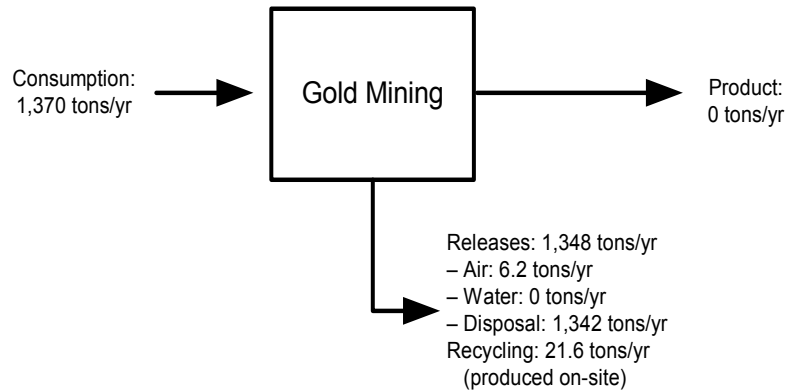 Consumption:
1,370 tons/yr
Gold Mining
Product:
0 tons/yr
Releases: 1,348 tons/yr
– Air: 6.2 tons/yr
– Water: 0 tons/yr
– Disposal: 1,342 tons/yr
Recycling: 21.6 tons/yr
(produced on-site)